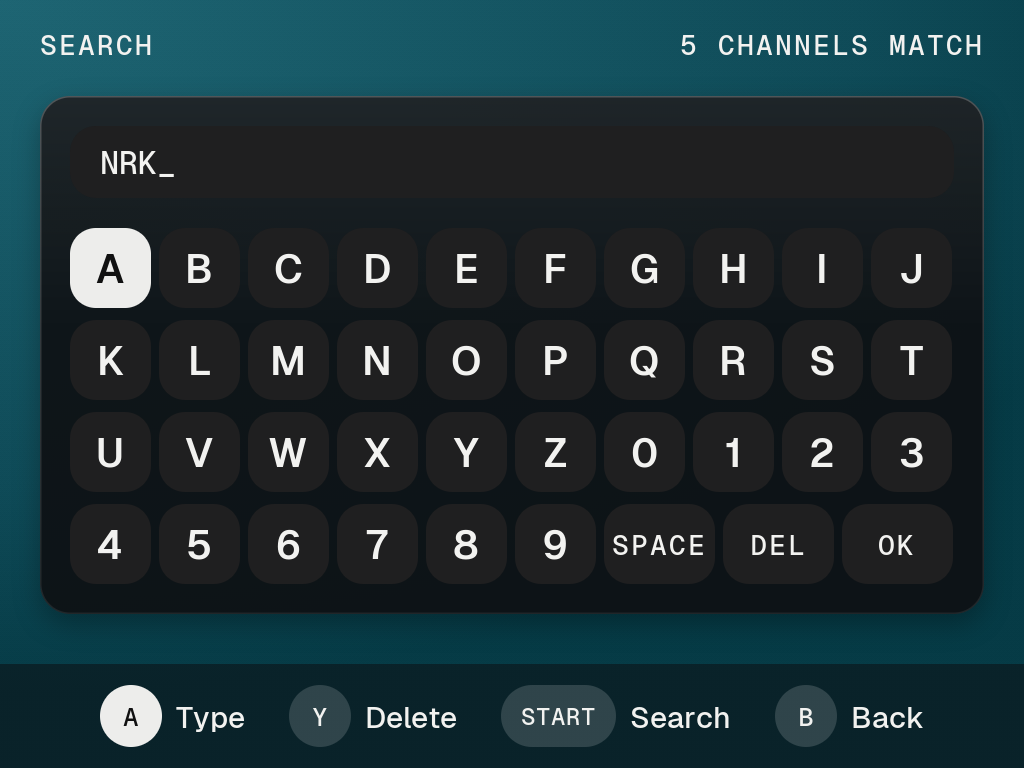 SEARCH
5 CHANNELS MATCH
NRK_
A B C D E F G H I J
K L M N O P Q R S T
U V W X Y Z 0 1 2 3
4 5 6 7 8 9 SPACE DEL OK
A Type Y Delete START Search B Back